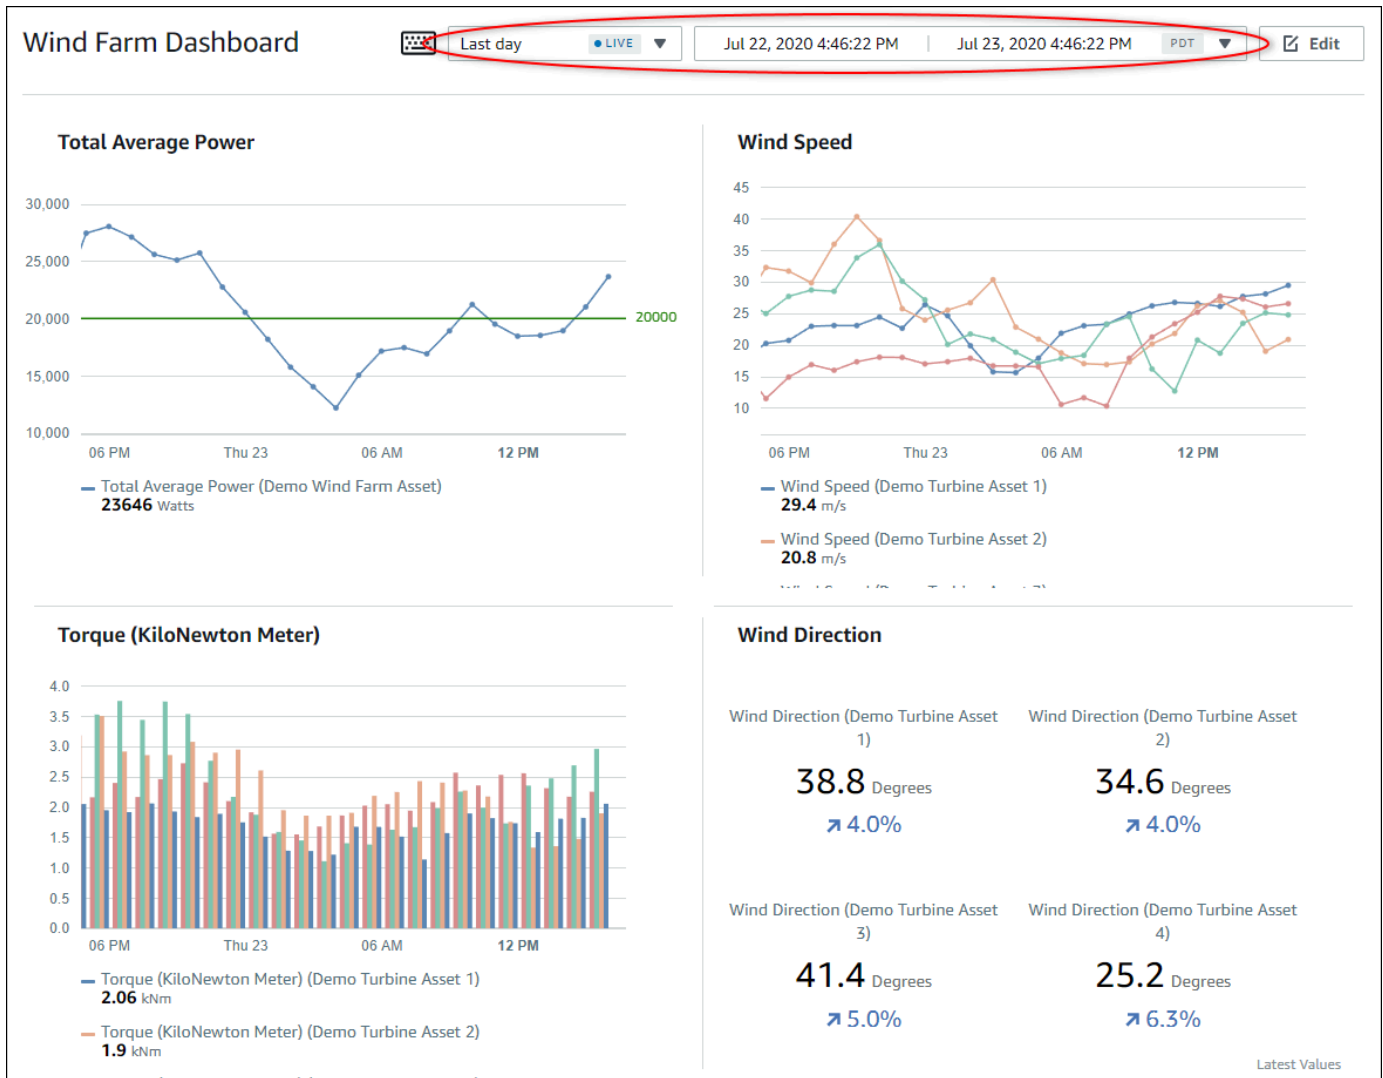 Wind Farm Dashboard
Last day
LIVE
Jul 22, 2020 4:46:22 PM
Jul 23, 2020 4:46:22 PM
PDT
Edit
Total Average Power
30,000
25,000
20,000
15,000
10,000
20000
06 PM
Thu 23
06 AM
12 PM
Total Average Power (Demo Wind Farm Asset)
23646 Watts
Wind Speed
45
40
35
30
25
20
15
10
06 PM
Thu 23
06 AM
12 PM
Wind Speed (Demo Turbine Asset 1)
29.4 m/s
Wind Speed (Demo Turbine Asset 2)
20.8 m/s
Torque (KiloNewton Meter)
4.0
3.5
3.0
2.5
2.0
1.5
1.0
0.5
0.0
06 PM
Thu 23
06 AM
12 PM
Torque (KiloNewton Meter) (Demo Turbine Asset 1)
2.06 kNm
Torque (KiloNewton Meter) (Demo Turbine Asset 2)
1.9 kNm
Wind Direction
Wind Direction (Demo Turbine Asset
1)
38.8 Degrees
4.0%
Wind Direction (Demo Turbine Asset
2)
34.6 Degrees
4.0%
Wind Direction (Demo Turbine Asset
3)
41.4 Degrees
5.0%
Wind Direction (Demo Turbine Asset
4)
25.2 Degrees
6.3%
Latest Values